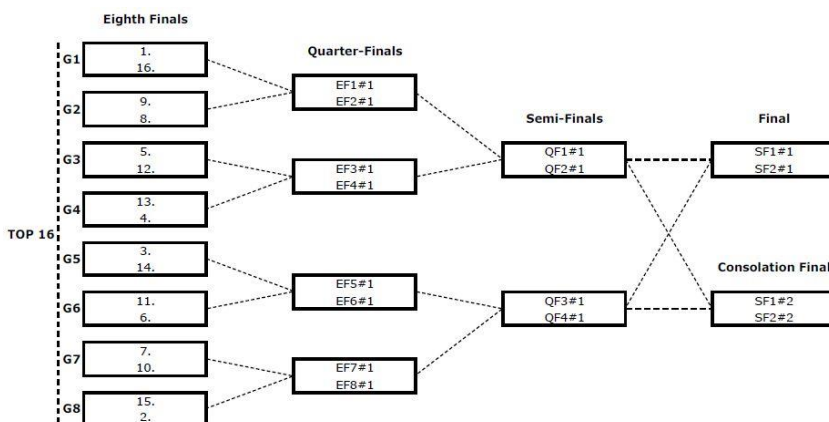 Eighth Finals
Quarter-Finals
Semi-Finals
Final
Consolation Final
TOP 16
G1
1.
16.
G2
9.
8.
G3
5.
12.
G4
13.
4.
G5
3.
14.
G6
11.
6.
G7
7.
10.
G8
15.
2.
EF1#1
EF2#1
EF3#1
EF4#1
EF5#1
EF6#1
EF7#1
EF8#1
QF1#1
QF2#1
QF3#1
QF4#1
SF1#1
SF2#1
SF1#2
SF2#2